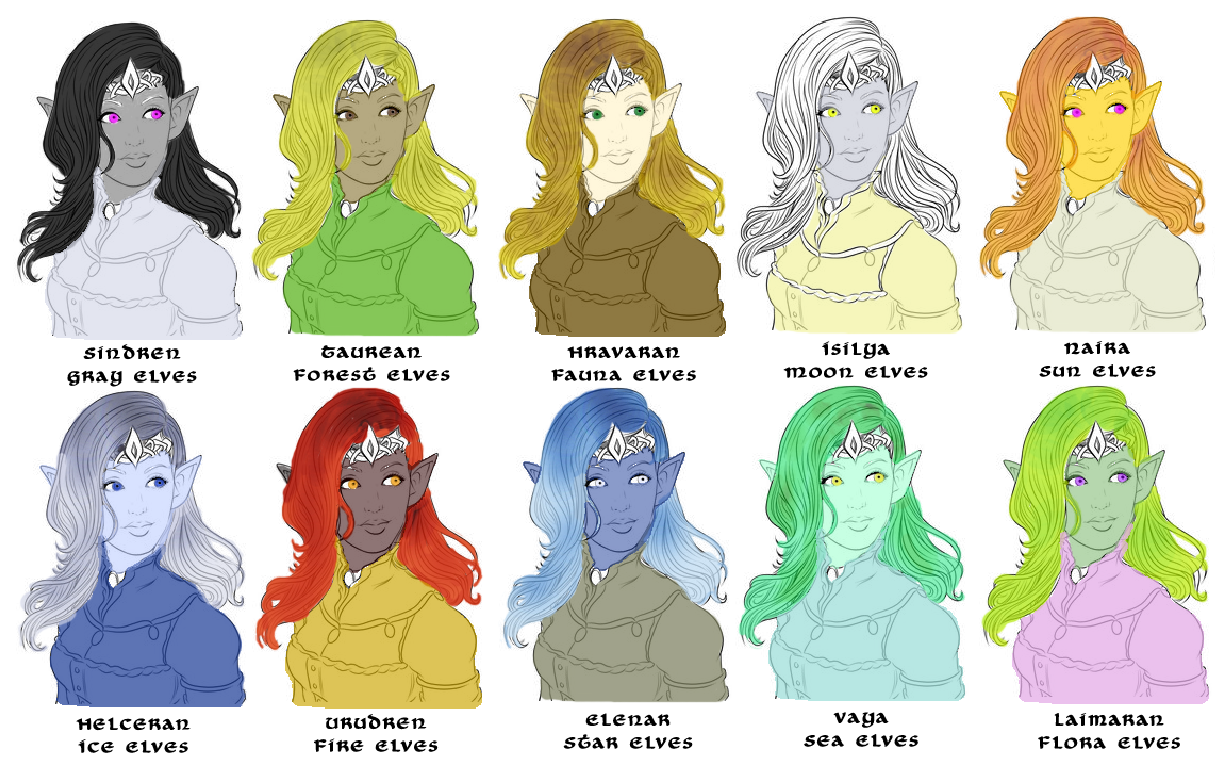 Sindren
Gray Elves
Taurean
Forest Elves
Hravaran
Fauna Elves
Isilya
Moon Elves
Naira
Sun Elves
Helceran
Ice Elves
Urudren
Fire Elves
Elenar
Star Elves
Vaya
Sea Elves
Laimaran
Flora Elves